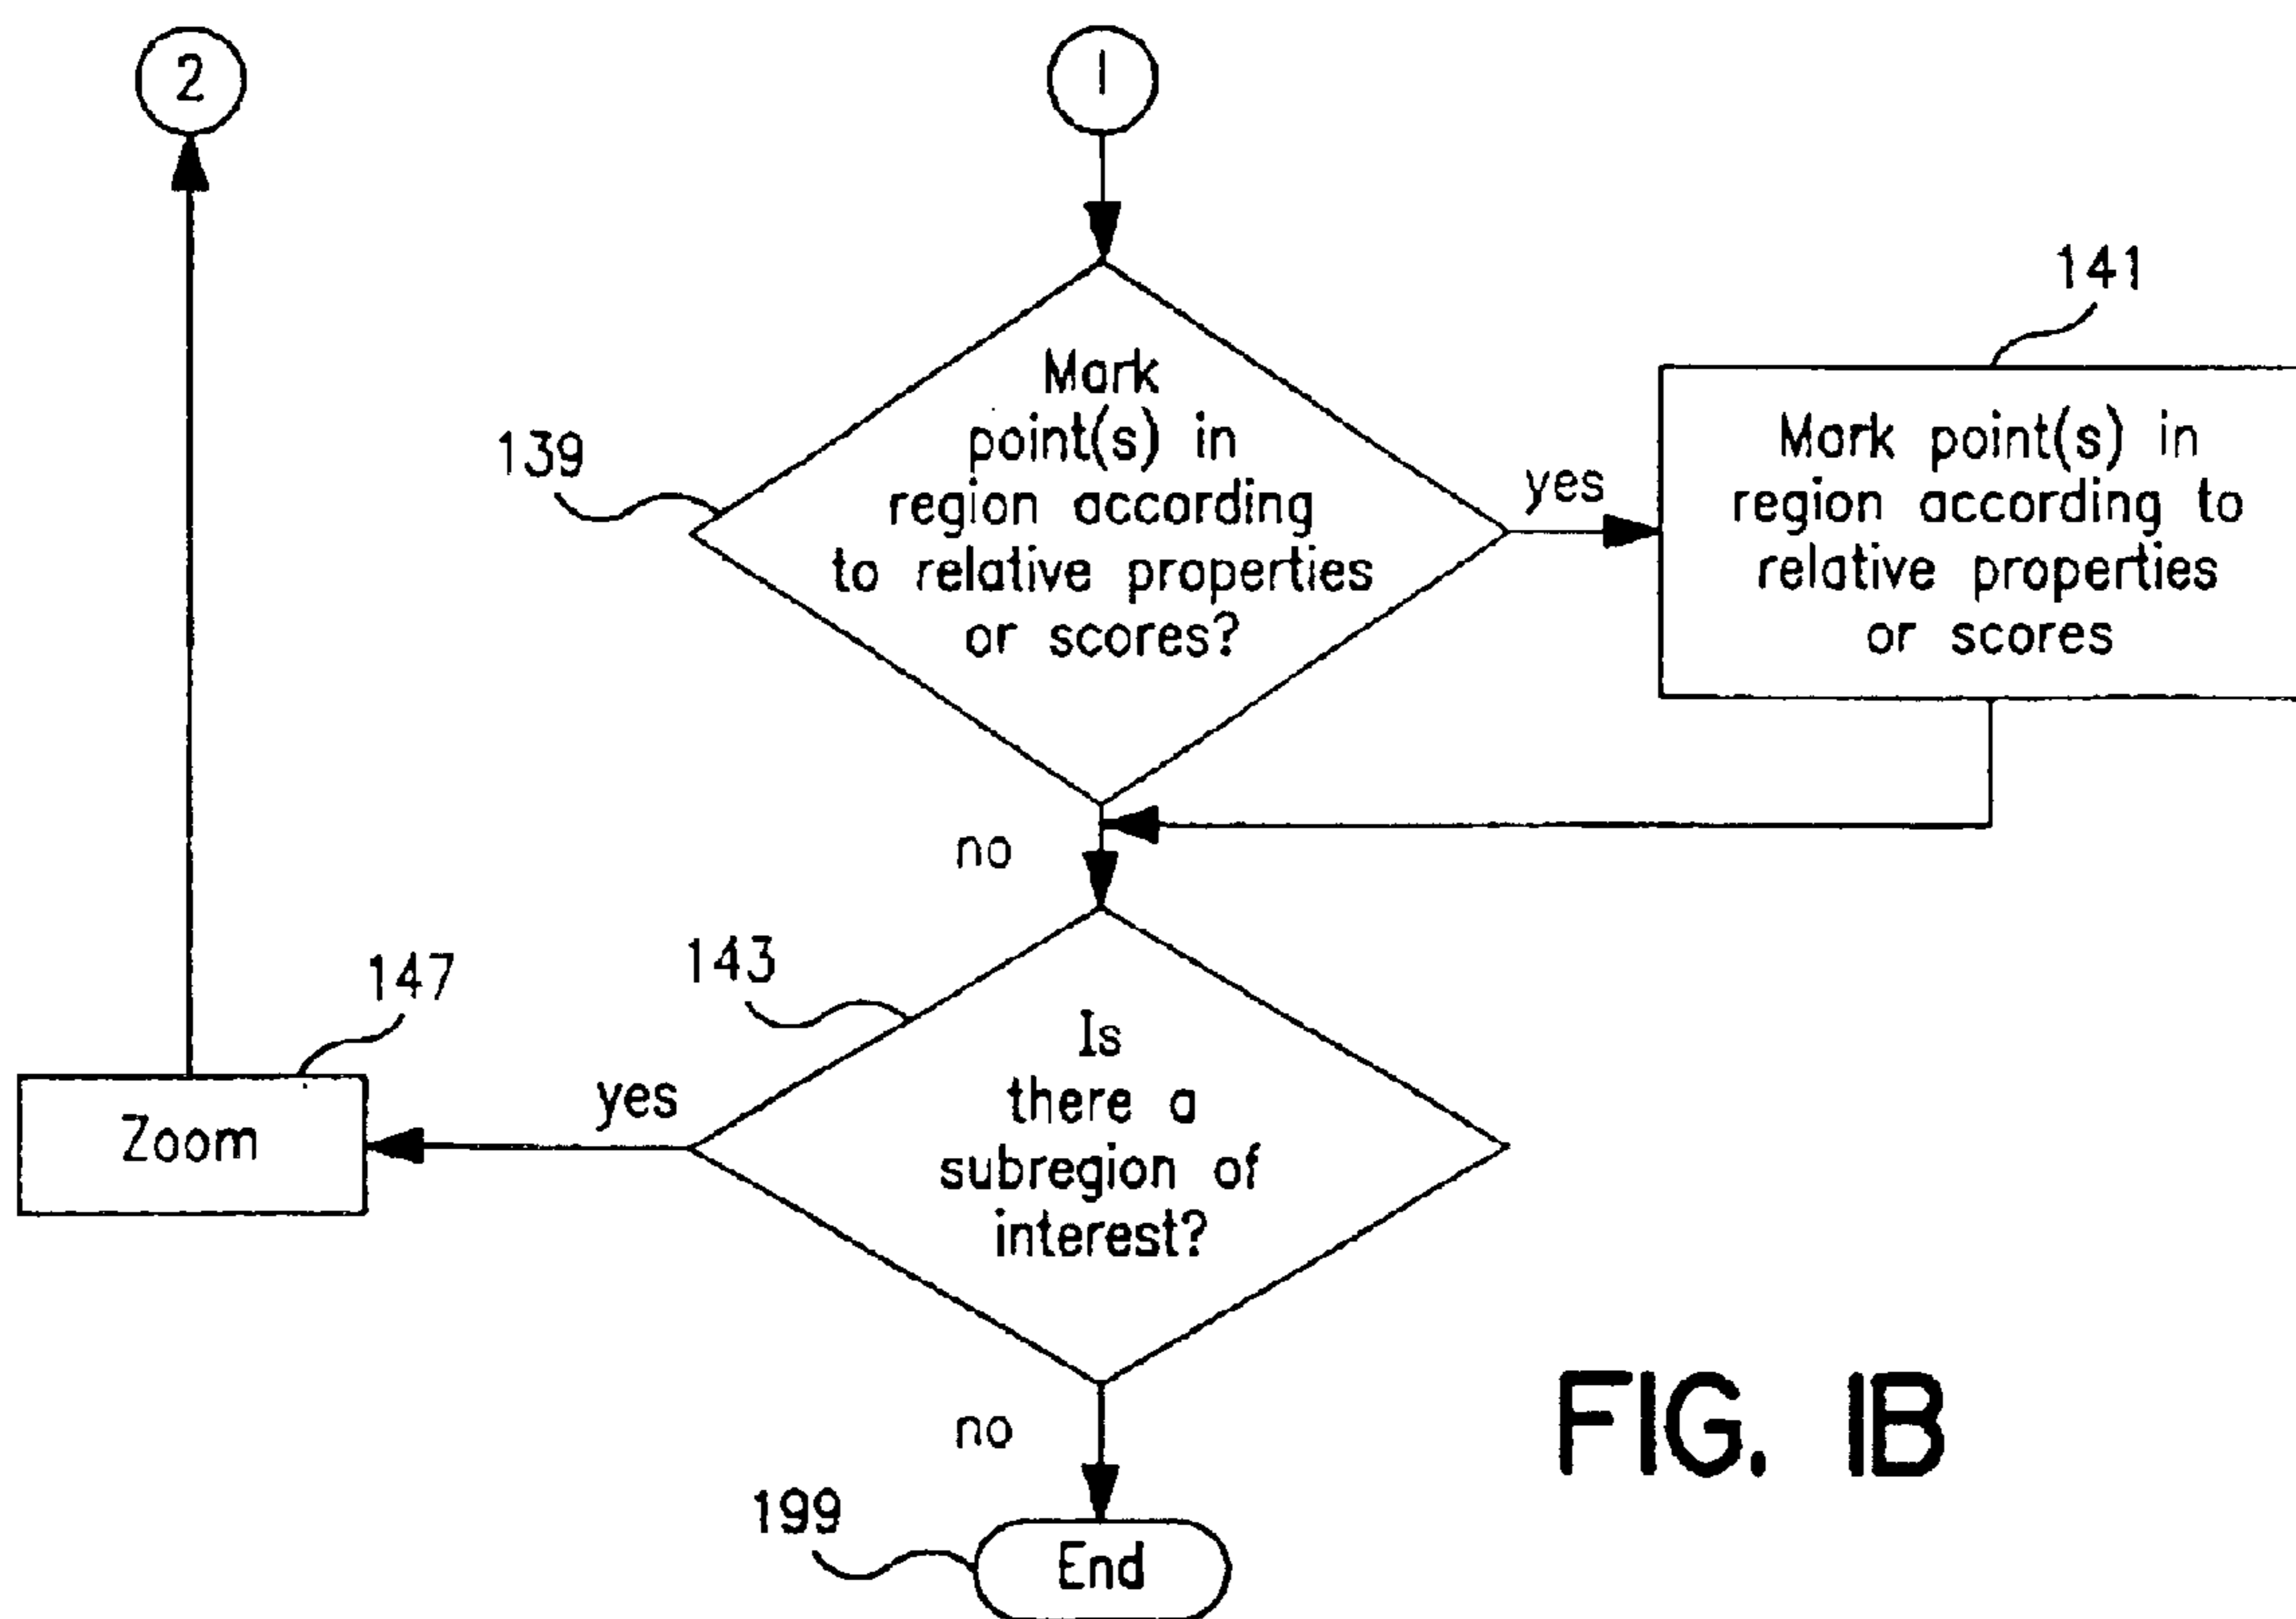 2
1
139
Mark
point(s) in
region according
to relative properties
or scores?
yes
141
Mark point(s) in
region according to
relative properties
or scores
no
143
Is
there a
subregion of
interest?
yes
147
Zoom
no
199
End
FIG. 1B